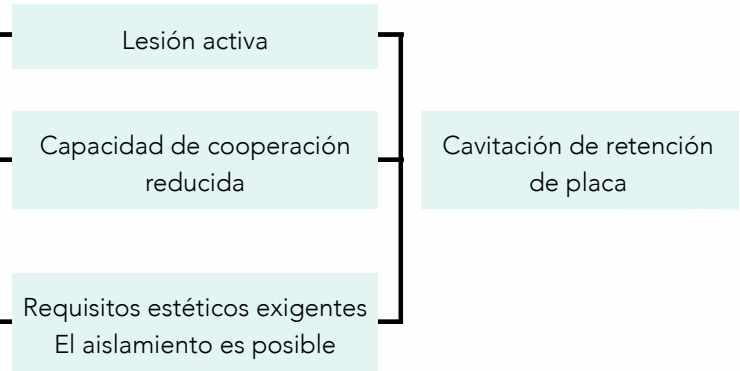 Lesión activa
Capacidad de cooperación
reducida
Cavitación de retención
de placa
Requisitos estéticos exigentes
El aislamiento es posible